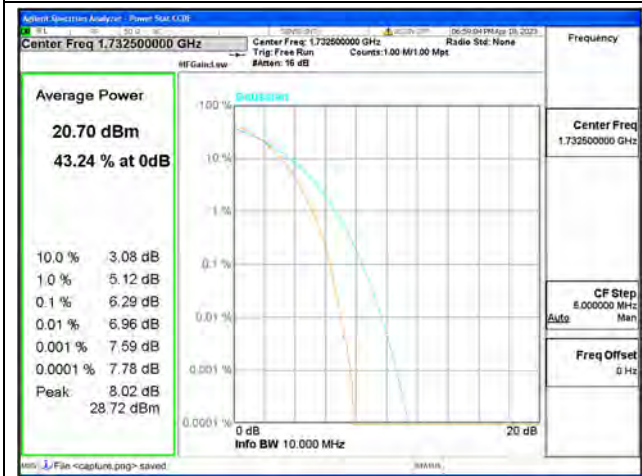 Agilent Spectrum Analyzer - Power Stat CCDF
Center Freq 1.732500000 GHz
#IFGain:Low
Center Freq: 1.732500000 GHz
Trig: Free Run
Counts:1.00 M/1.00 Mpt
#Atten: 16 dB
06:59:04 PM Apr 19, 2023
Radio Std: None
Frequency
Average Power
20.70 dBm
43.24 % at 0dB
10.0 % 3.08 dB
1.0 % 5.12 dB
0.1 % 6.29 dB
0.01 % 6.96 dB
0.001 % 7.59 dB
0.0001 % 7.78 dB
Peak 8.02 dB
28.72 dBm
Gaussian
100 %
10 %
1 %
0.1 %
0.01 %
0.001 %
0.0001 %
0 dB
20 dB
Info BW 10.000 MHz
Center Freq
1.732500000 GHz
CF Step
5.000000 MHz
Auto Man
Freq Offset
0 Hz
MSG File <capture.png> saved
STATUS